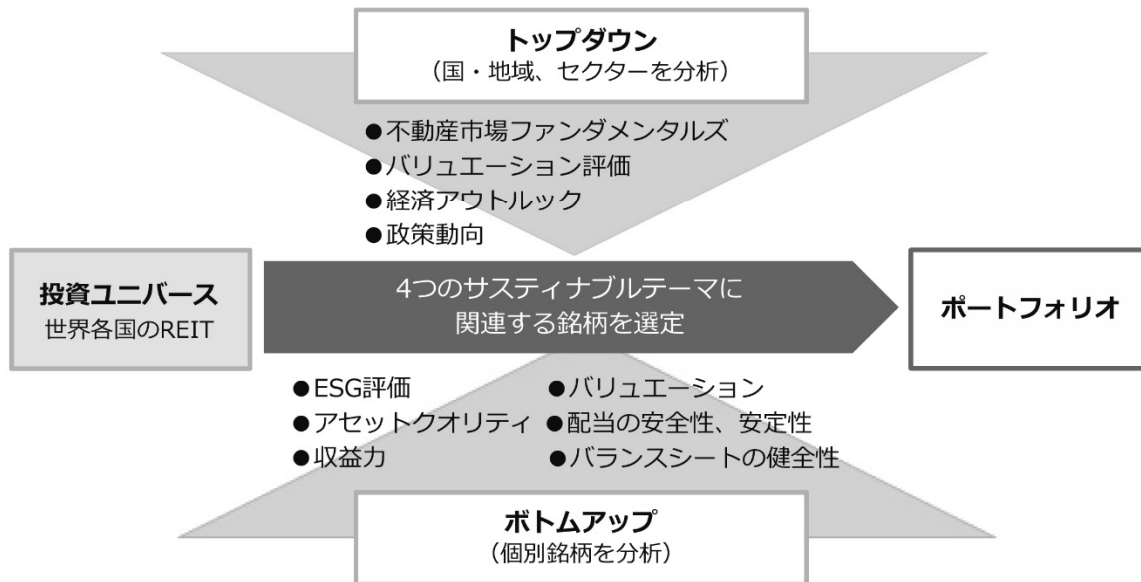 トップダウン
（国・地域、セクターを分析）
●不動産市場ファンダメンタルズ
●バリュエーション評価
●経済アウトルック
●政策動向
投資ユニバース
世界各国のREIT
4つのサスティナブルテーマに
関連する銘柄を選定
ポートフォリオ
●ESG評価
●アセットクオリティ
●収益力
●バリュエーション
●配当の安全性、安定性
●バランスシートの健全性
ボトムアップ
（個別銘柄を分析）